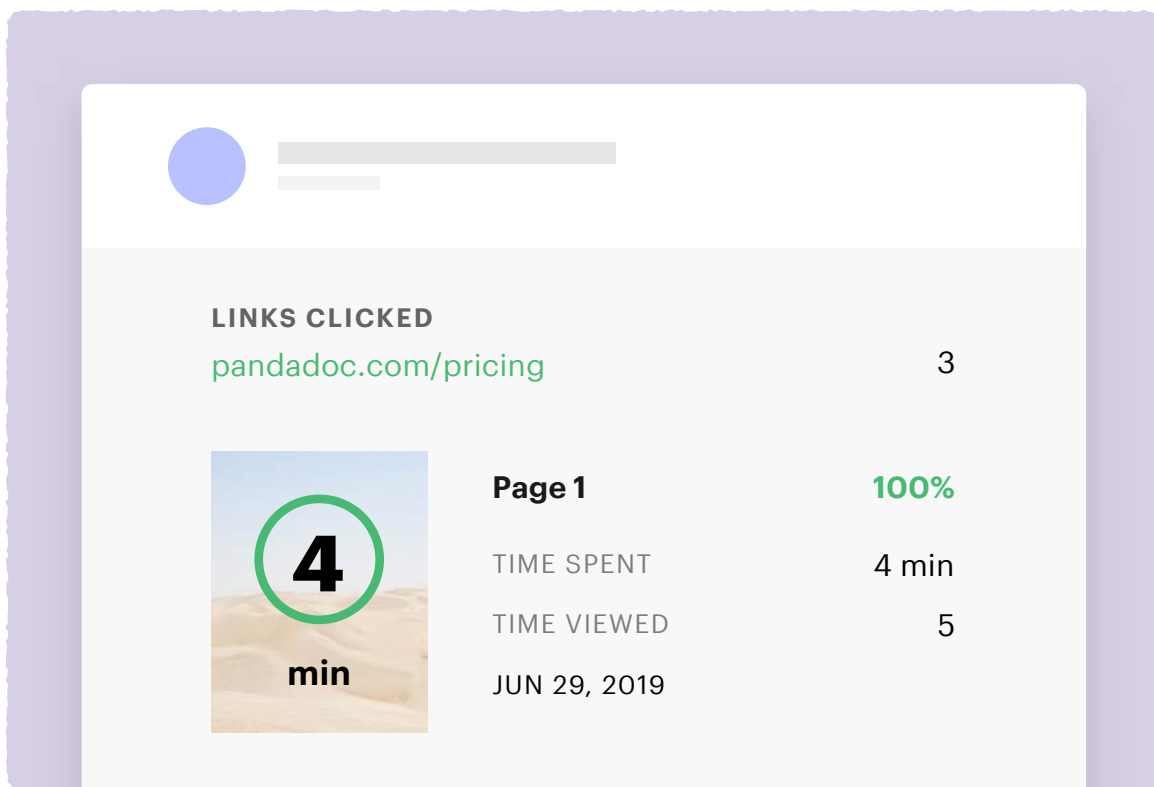 LINKS CLICKED
pandadoc.com/pricing 3
4
min
Page 1 100%
TIME SPENT 4 min
TIME VIEWED 5
JUN 29, 2019